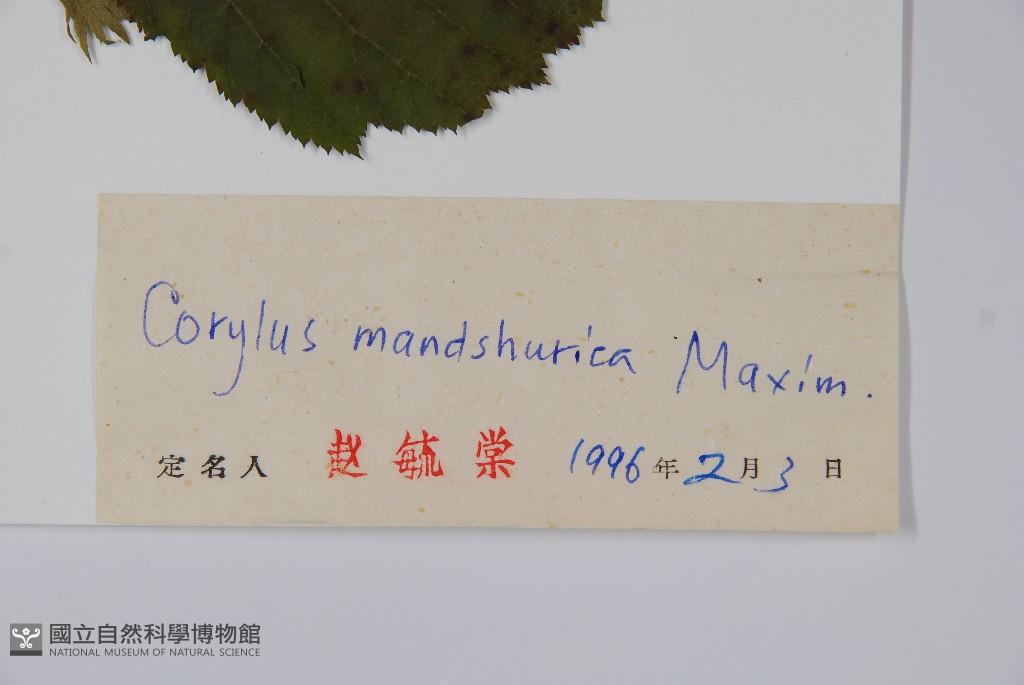 Corylus mandshurica Maxim.
定名人 赵毓棠 1996年2月3日
國立自然科學博物館
NATIONAL MUSEUM OF NATURAL SCIENCE